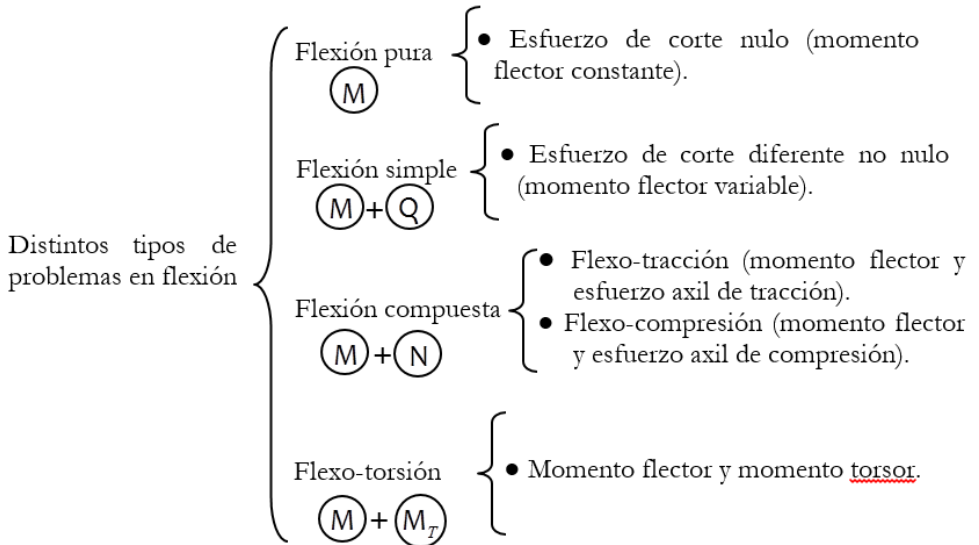 Distintos tipos de
problemas en flexión
Flexión pura
M
● Esfuerzo de corte nulo (momento
flector constante).
Flexión simple
M+Q
● Esfuerzo de corte diferente no nulo
(momento flector variable).
Flexión compuesta
M+N
● Flexo-tracción (momento flector y
esfuerzo axil de tracción).
● Flexo-compresión (momento flector
y esfuerzo axil de compresión).
Flexo-torsión
M+M_T
● Momento flector y momento torsor.